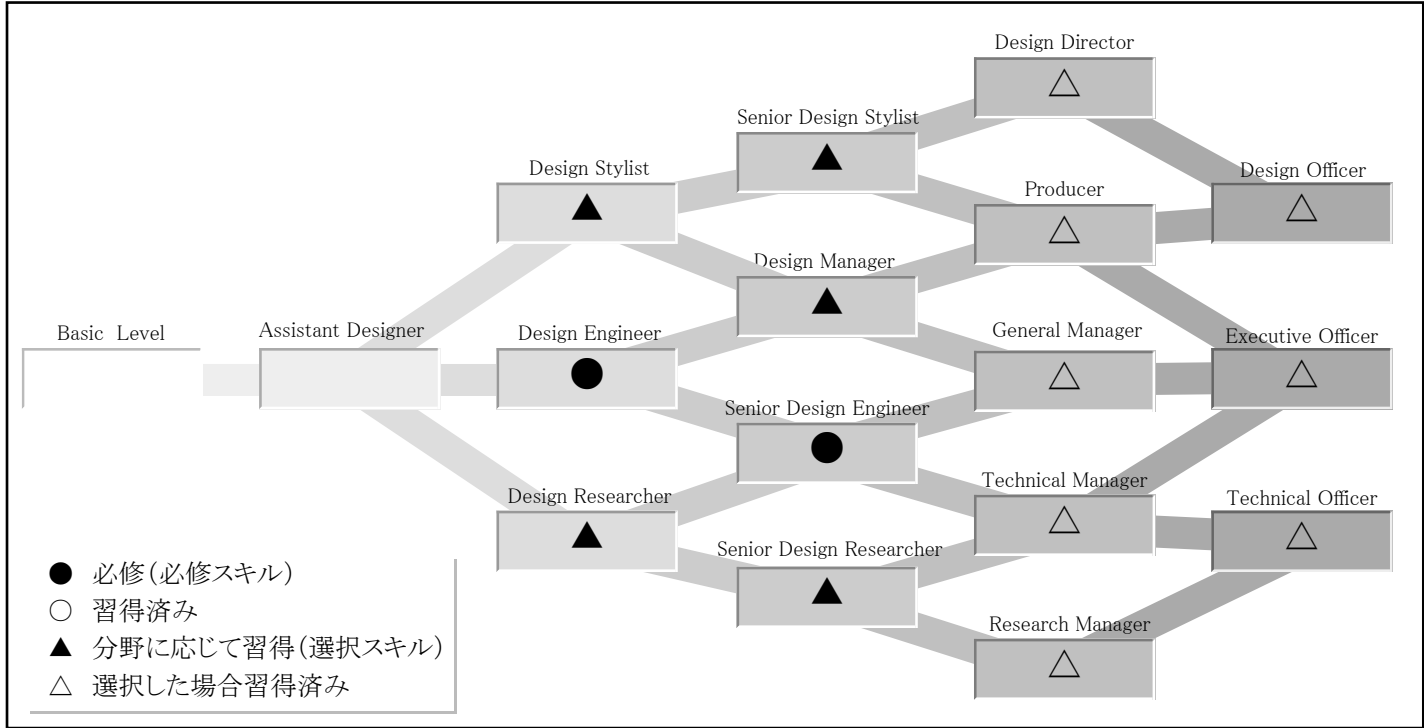 Design Director
Senior Design Stylist
Design Stylist
Design Officer
Producer
Design Manager
Basic Level
Assistant Designer
Design Engineer
General Manager
Executive Officer
Senior Design Engineer
Design Researcher
Technical Manager
Technical Officer
Senior Design Researcher
Research Manager
● 必修(必修スキル)
○ 習得済み
▲ 分野に応じて習得(選択スキル)
△ 選択した場合習得済み